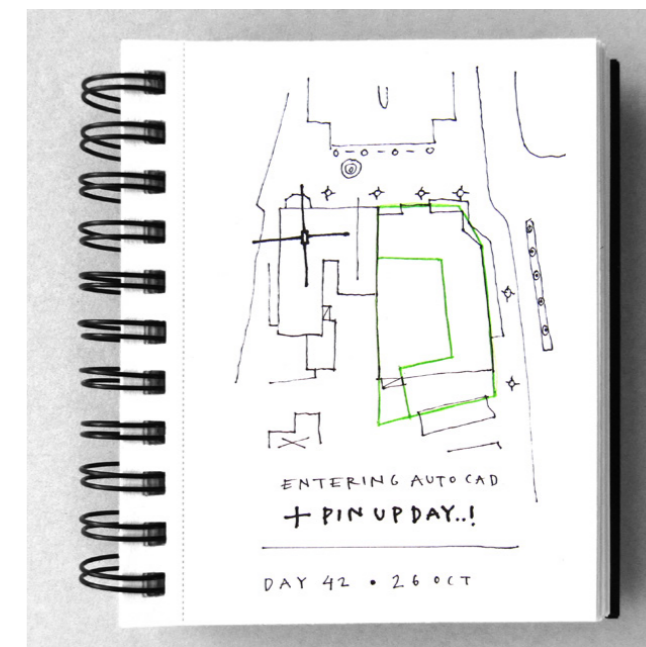 U
ENTERING AUTOCAD
+ PIN UP DAY..!
DAY 42 • 26 OCT